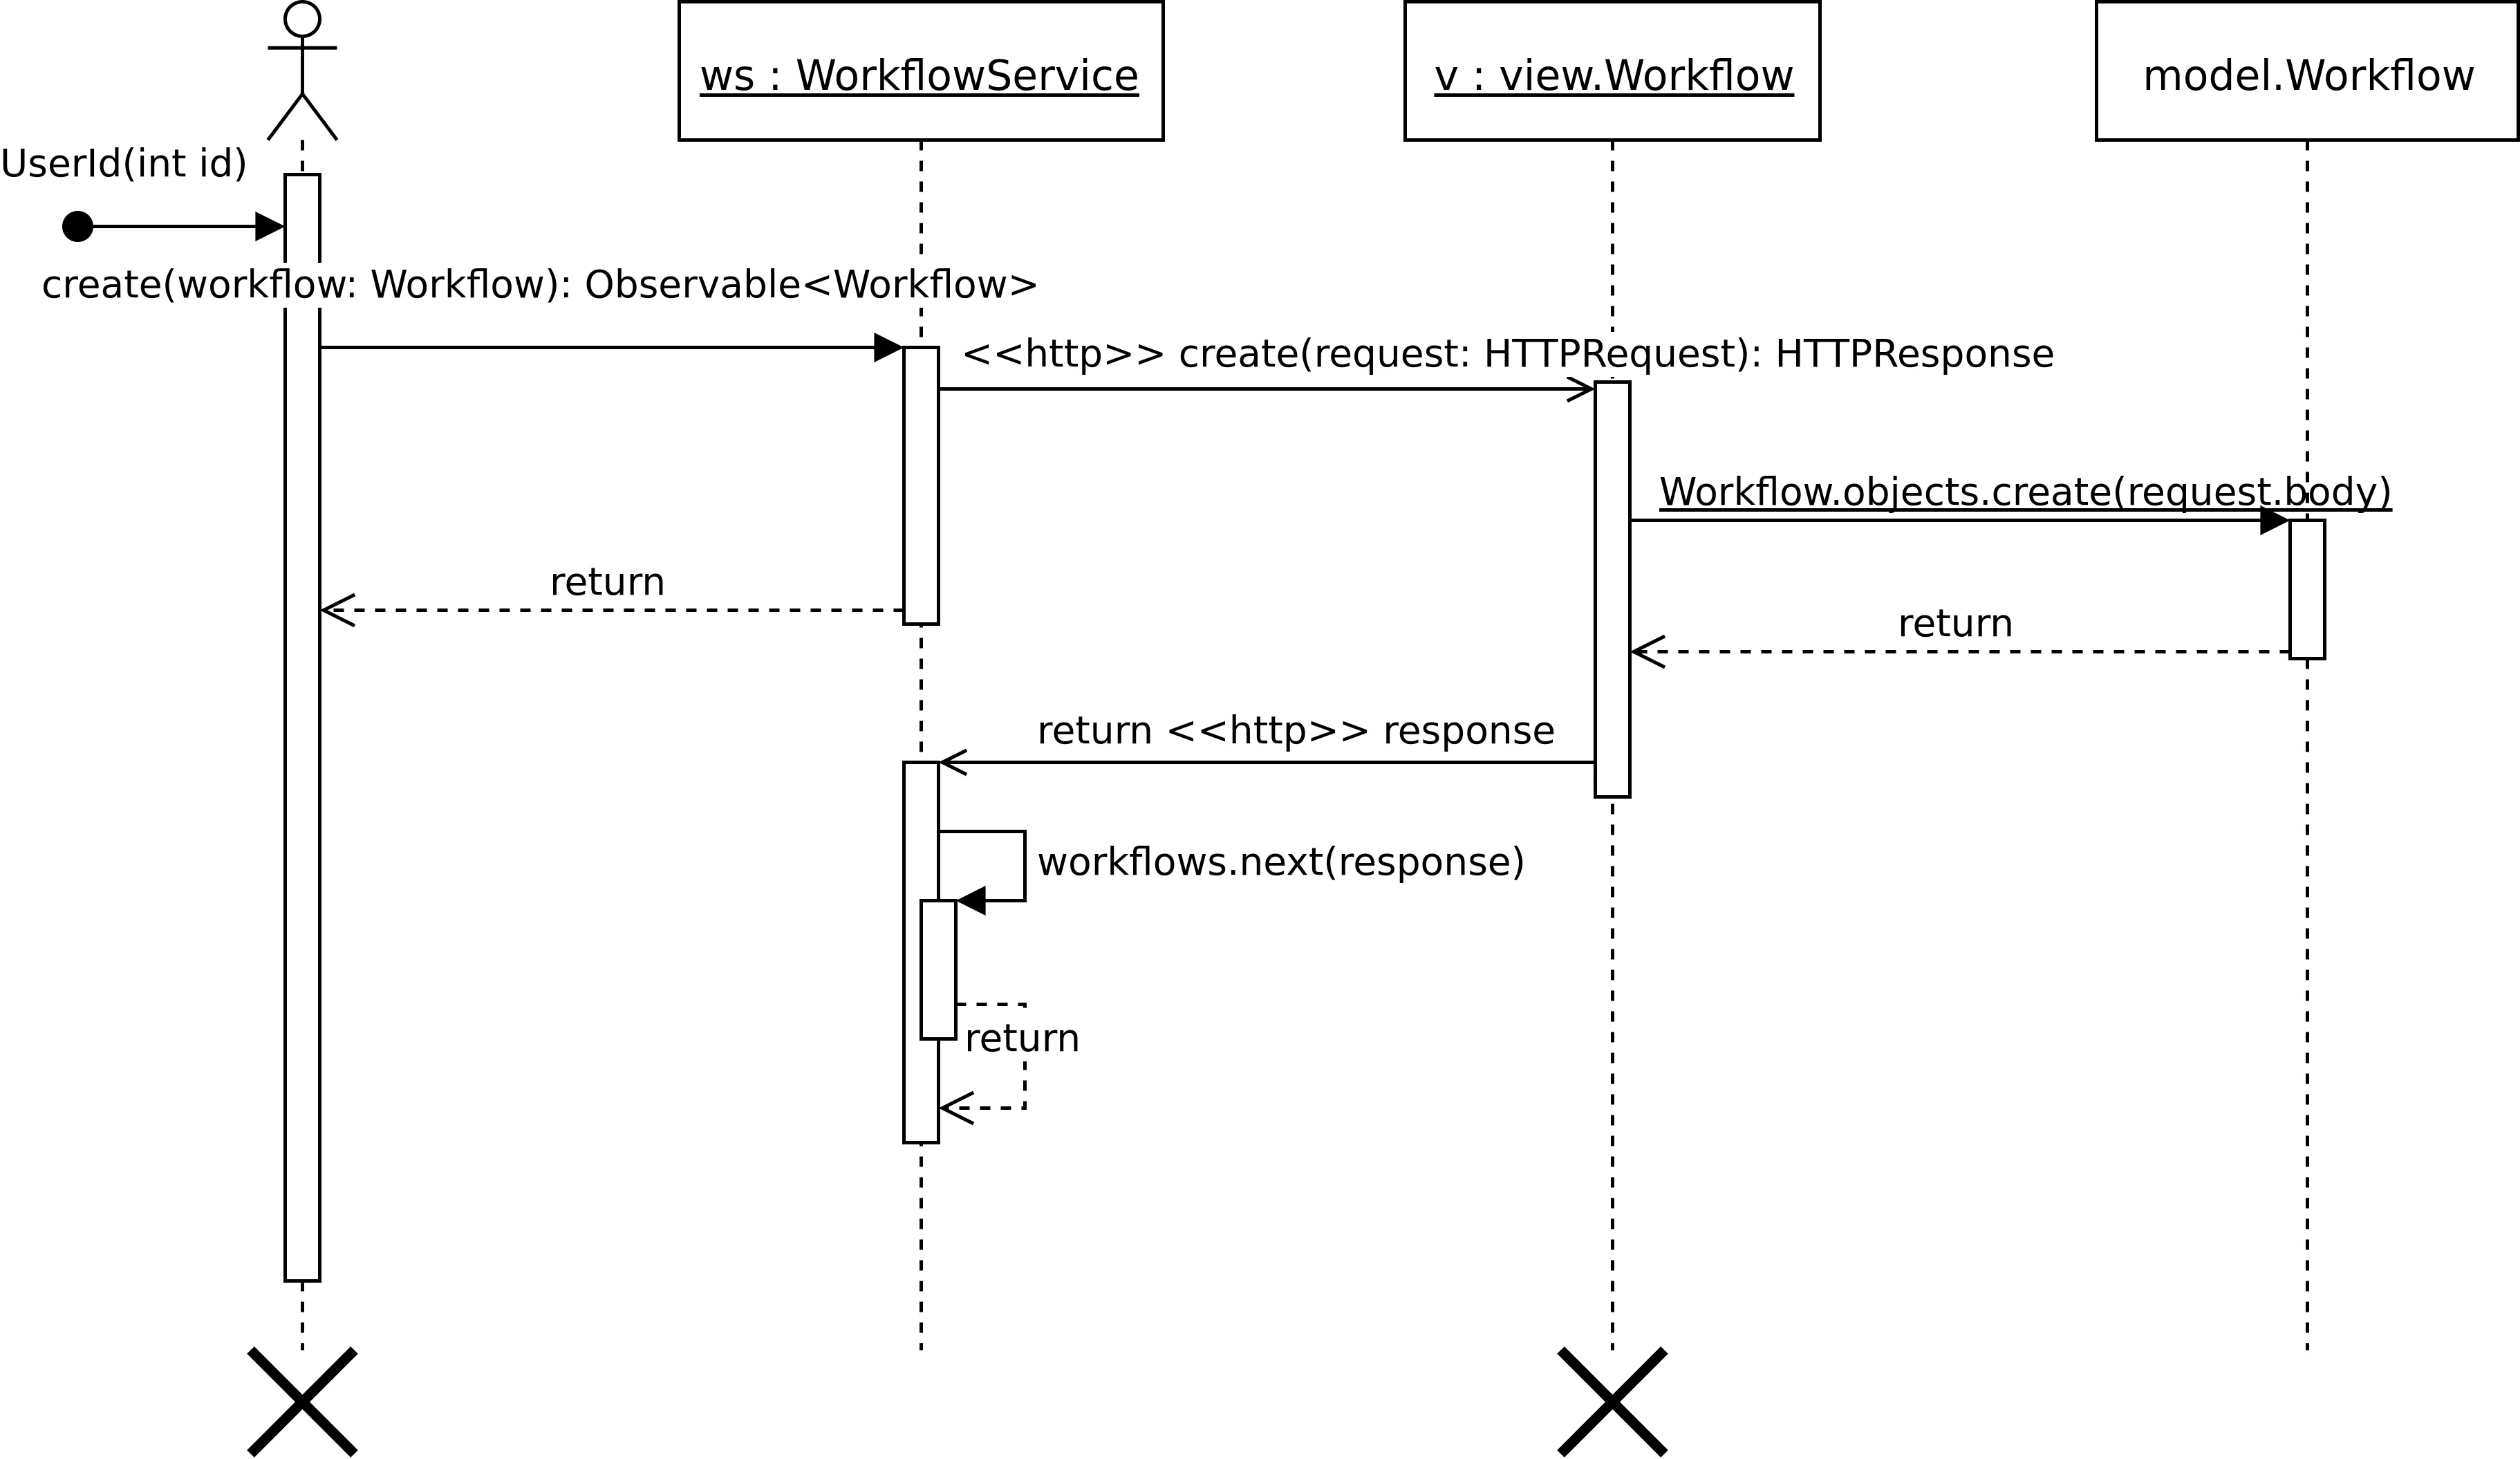 ws : WorkflowService
v : view.Workflow
model.Workflow
UserId(int id)
create(workflow: Workflow): Observable<Workflow>
<<http>> create(request: HTTPRequest): HTTPResponse
Workflow.objects.create(request.body)
return
return
return <<http>> response
workflows.next(response)
return